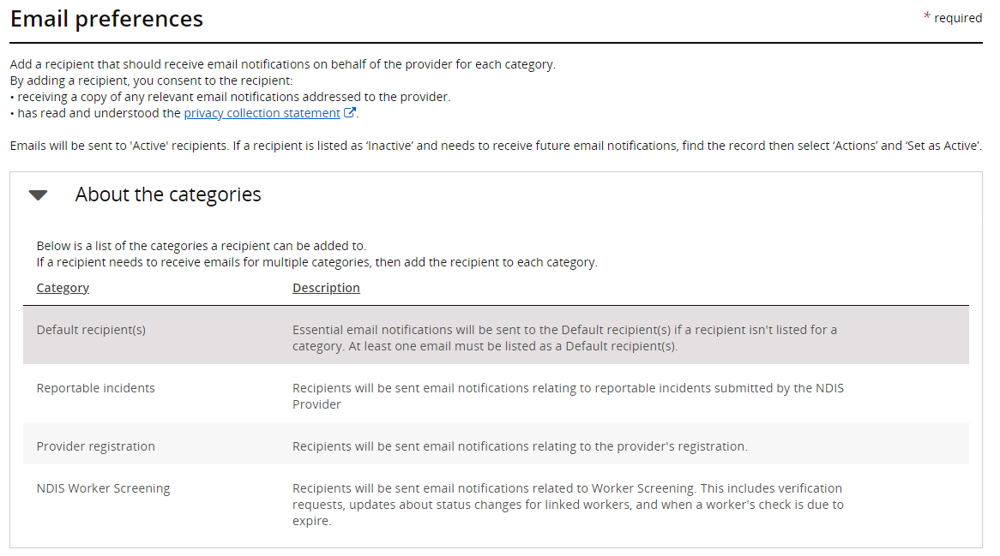 Email preferences
* required
Add a recipient that should receive email notifications on behalf of the provider for each category.
By adding a recipient, you consent to the recipient:
• receiving a copy of any relevant email notifications addressed to the provider.
• has read and understood the privacy collection statement.
Emails will be sent to 'Active' recipients. If a recipient is listed as ‘Inactive’ and needs to receive future email notifications, find the record then select ‘Actions’ and ‘Set as Active’.
About the categories
Below is a list of the categories a recipient can be added to.
If a recipient needs to receive emails for multiple categories, then add the recipient to each category.
Category Description
Default recipient(s) Essential email notifications will be sent to the Default recipient(s) if a recipient isn't listed for a
category. At least one email must be listed as a Default recipient(s).
Reportable incidents Recipients will be sent email notifications relating to reportable incidents submitted by the NDIS
Provider
Provider registration Recipients will be sent email notifications relating to the provider's registration.
NDIS Worker Screening Recipients will be sent email notifications related to Worker Screening. This includes verification
requests, updates about status changes for linked workers, and when a worker's check is due to
expire.